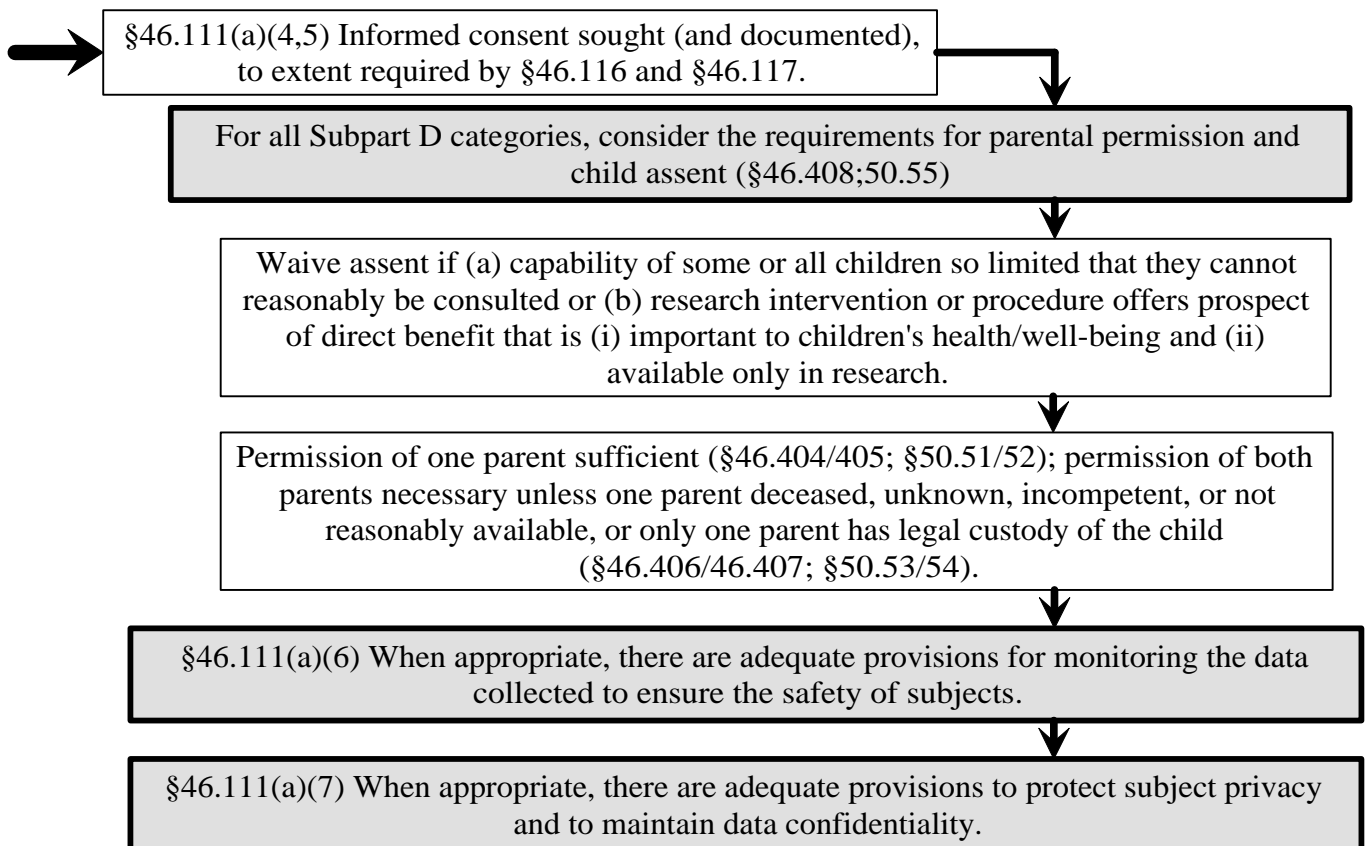 §46.111(a)(4,5) Informed consent sought (and documented),
to extent required by §46.116 and §46.117.
For all Subpart D categories, consider the requirements for parental permission and
child assent (§46.408;50.55)
Waive assent if (a) capability of some or all children so limited that they cannot
reasonably be consulted or (b) research intervention or procedure offers prospect
of direct benefit that is (i) important to children's health/well-being and (ii)
available only in research.
Permission of one parent sufficient (§46.404/405; §50.51/52); permission of both
parents necessary unless one parent deceased, unknown, incompetent, or not
reasonably available, or only one parent has legal custody of the child
(§46.406/46.407; §50.53/54).
§46.111(a)(6) When appropriate, there are adequate provisions for monitoring the data
collected to ensure the safety of subjects.
§46.111(a)(7) When appropriate, there are adequate provisions to protect subject privacy
and to maintain data confidentiality.